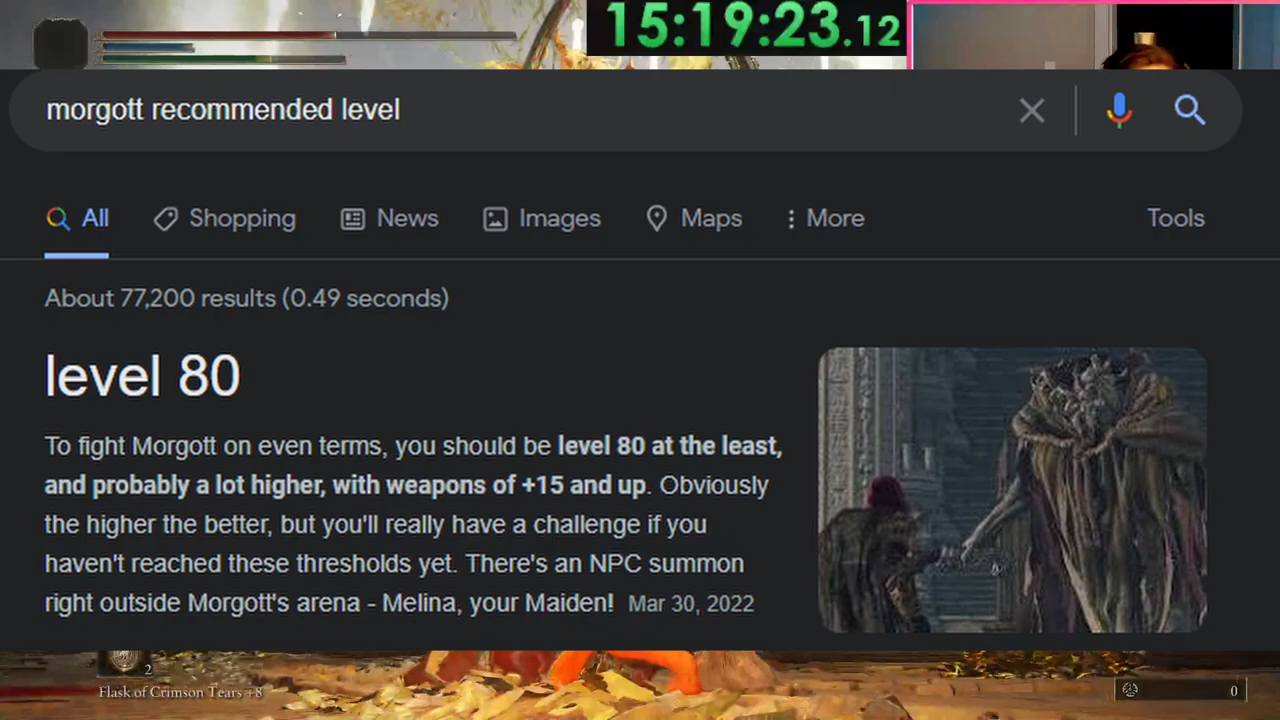 15:19:23.12
morgott recommended level
All Shopping News Images Maps More Tools
About 77,200 results (0.49 seconds)
level 80
To fight Morgott on even terms, you should be level 80 at the least,
and probably a lot higher, with weapons of +15 and up. Obviously
the higher the better, but you'll really have a challenge if you
haven't reached these thresholds yet. There's an NPC summon
right outside Morgott's arena - Melina, your Maiden! Mar 30, 2022
2
Flask of Crimson Tears +8
0